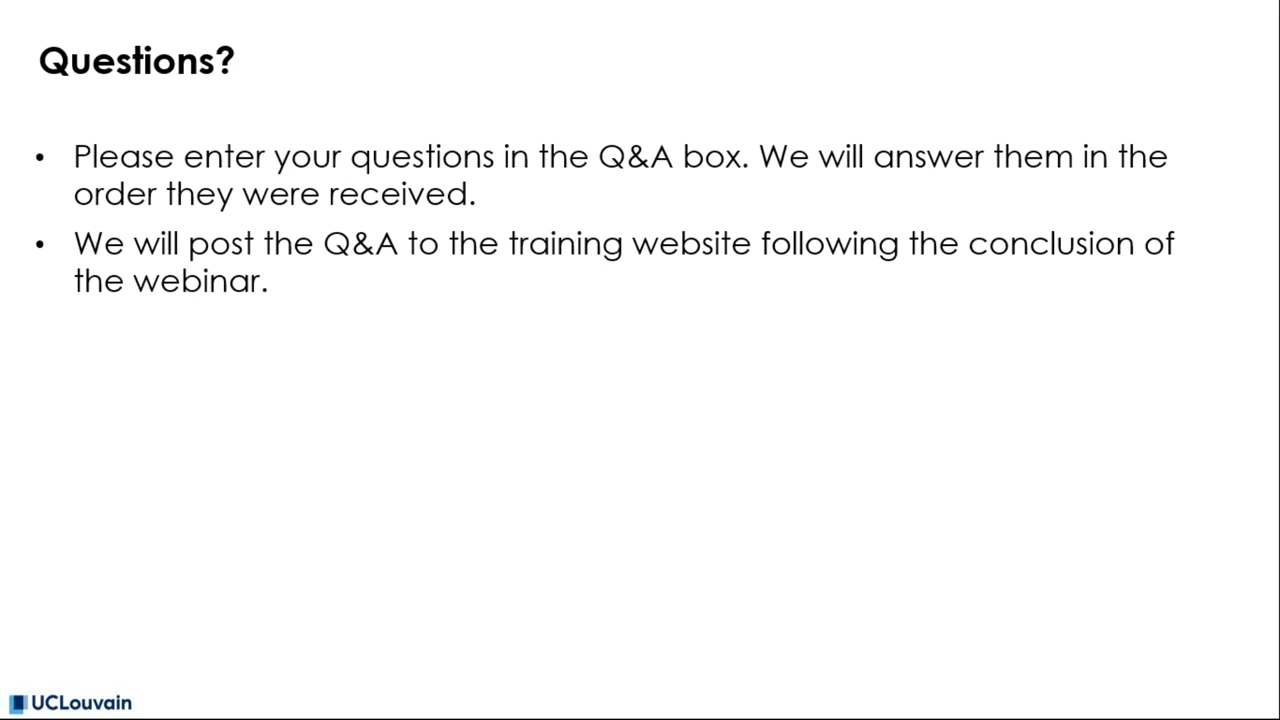 Questions?
• Please enter your questions in the Q&A box. We will answer them in the
order they were received.
• We will post the Q&A to the training website following the conclusion of
the webinar.
UCLouvain